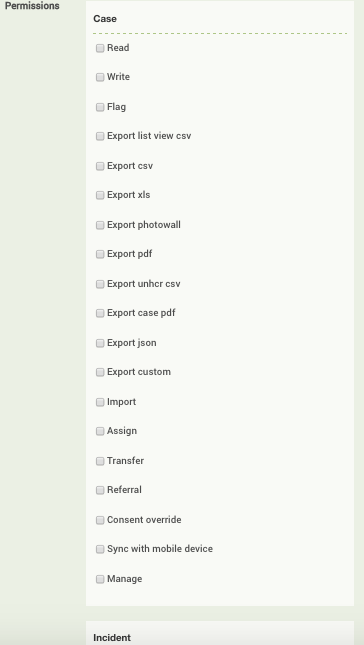 Permissions
Case
Read
Write
Flag
Export list view csv
Export csv
Export xls
Export photowall
Export pdf
Export unhcr csv
Export case pdf
Export json
Export custom
Import
Assign
Transfer
Referral
Consent override
Sync with mobile device
Manage
Incident